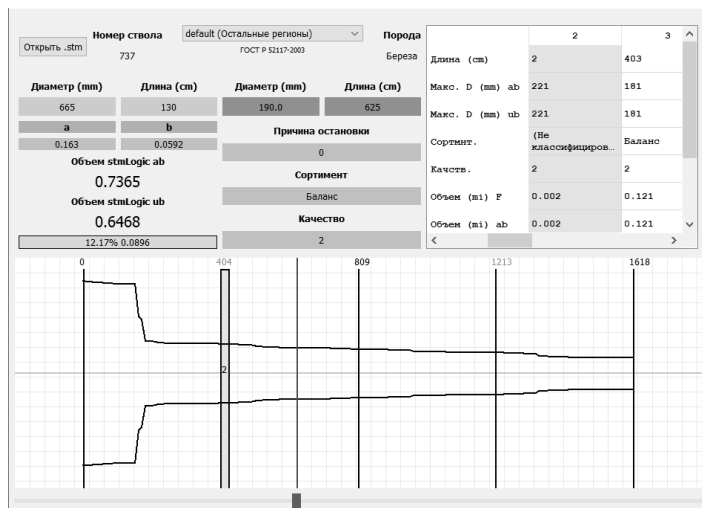 Открыть .stm
Номер ствола
737
default (Остальные регионы)
ГОСТ Р 52117-2003
Порода
Береза
Диаметр (mm)
Длина (cm)
665
130
a
b
0.163
0.0592
Объем stmLogic ab
0.7365
Объем stmLogic ub
0.6468
12.17% 0.0896
Диаметр (mm)
Длина (cm)
190.0
625
Причина остановки
0
Сортимент
Баланс
Качество
2
2
3
Длина (cm)
2
403
Макс. D (mm) ab
221
181
Макс. D (mm) ub
221
181
Сортмнт.
(Не
классифициров...
Баланс
Качств.
2
2
Объем (mi) F
0.002
0.121
Объем (mi) ab
0.002
0.121
0
404
809
1213
1618
2